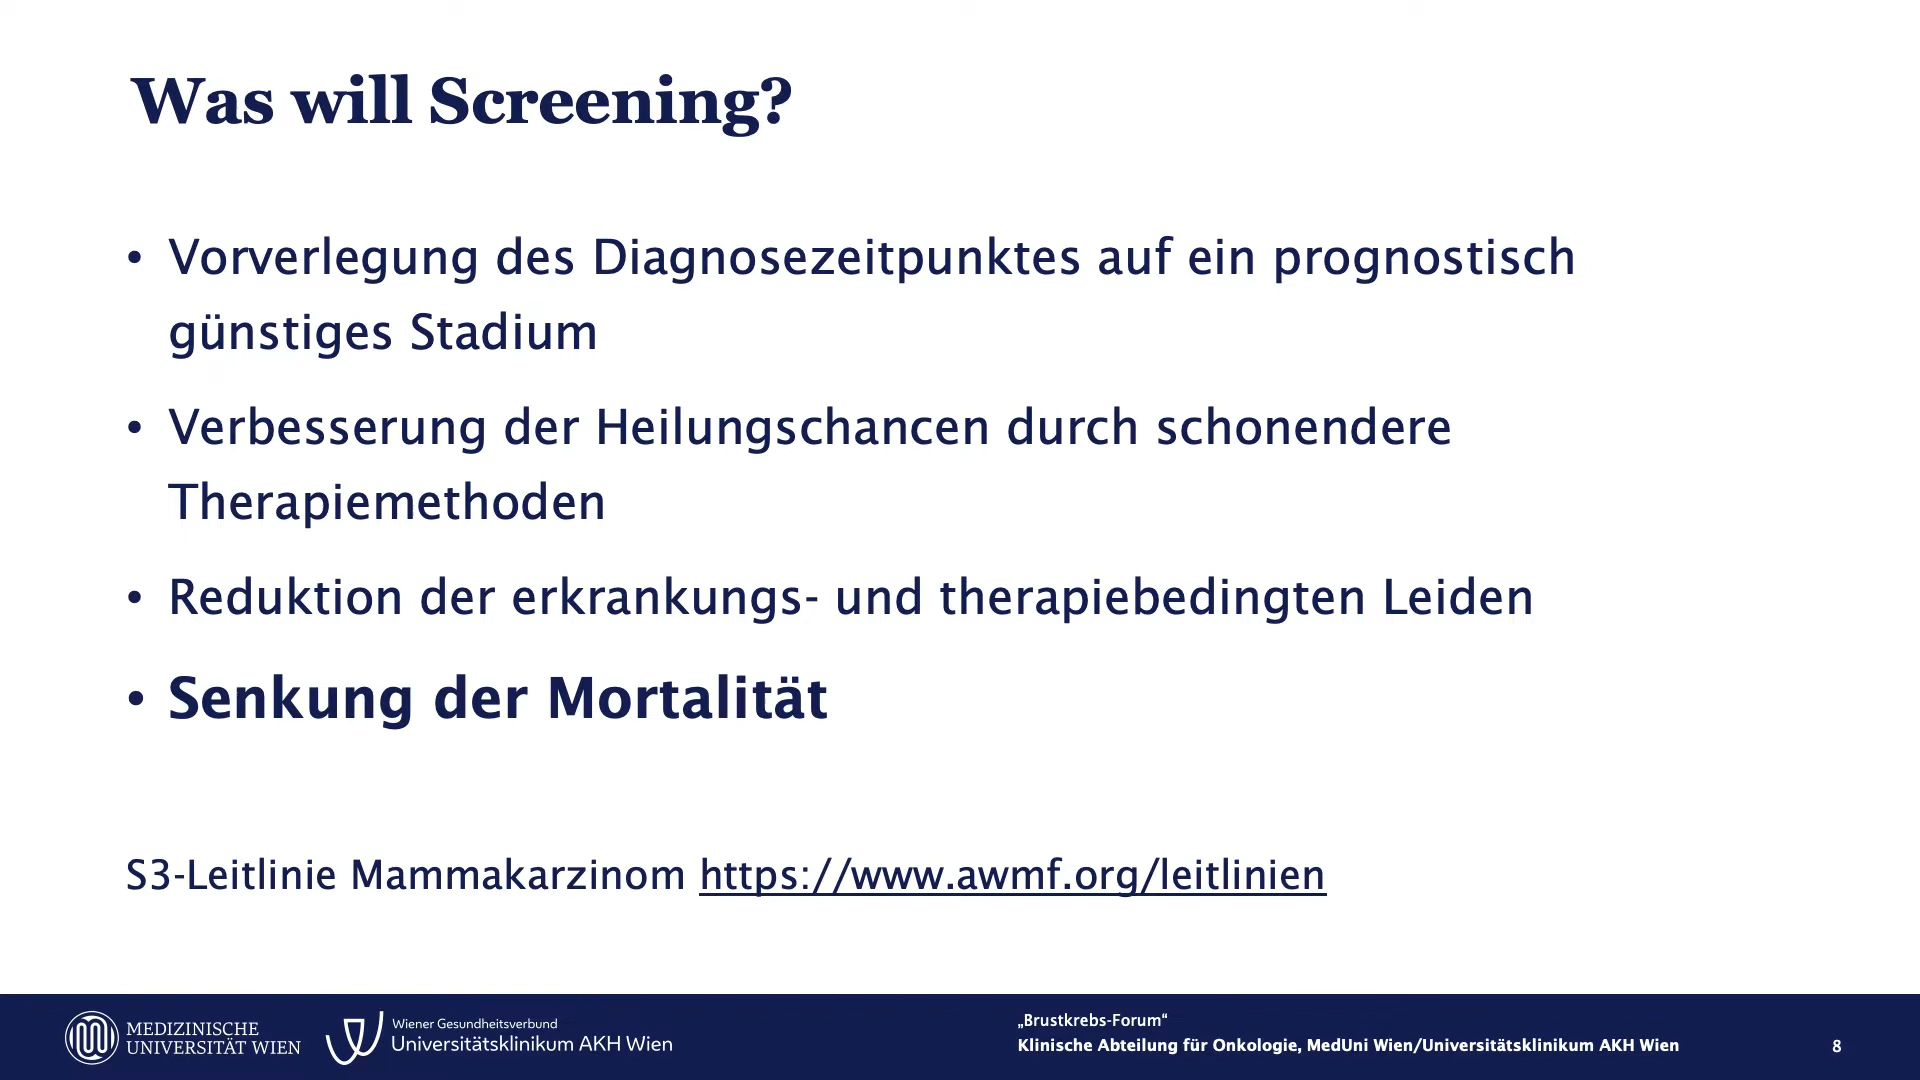 Was will Screening?
• Vorverlegung des Diagnosezeitpunktes auf ein prognostisch
günstiges Stadium
• Verbesserung der Heilungschancen durch schonendere
Therapiemethoden
• Reduktion der erkrankungs- und therapiebedingten Leiden
• Senkung der Mortalität
S3-Leitlinie Mammakarzinom https://www.awmf.org/leitlinien
MEDIZINISCHE
UNIVERSITÄT WIEN
Wiener Gesundheitsverbund
Universitätsklinikum AKH Wien
„Brustkrebs-Forum“
Klinische Abteilung für Onkologie, MedUni Wien/Universitätsklinikum AKH Wien
8